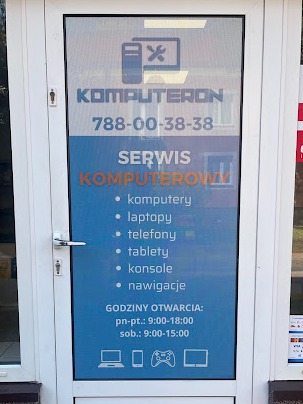 KOMPUTERON
788-00-38-38
SERWIS
KOMPUTEROWY
• komputery
• laptopy
• telefony
• tablety
• konsole
• nawigacje
GODZINY OTWARCIA:
pn-pt.: 9:00-18:00
sob.: 9:00-15:00